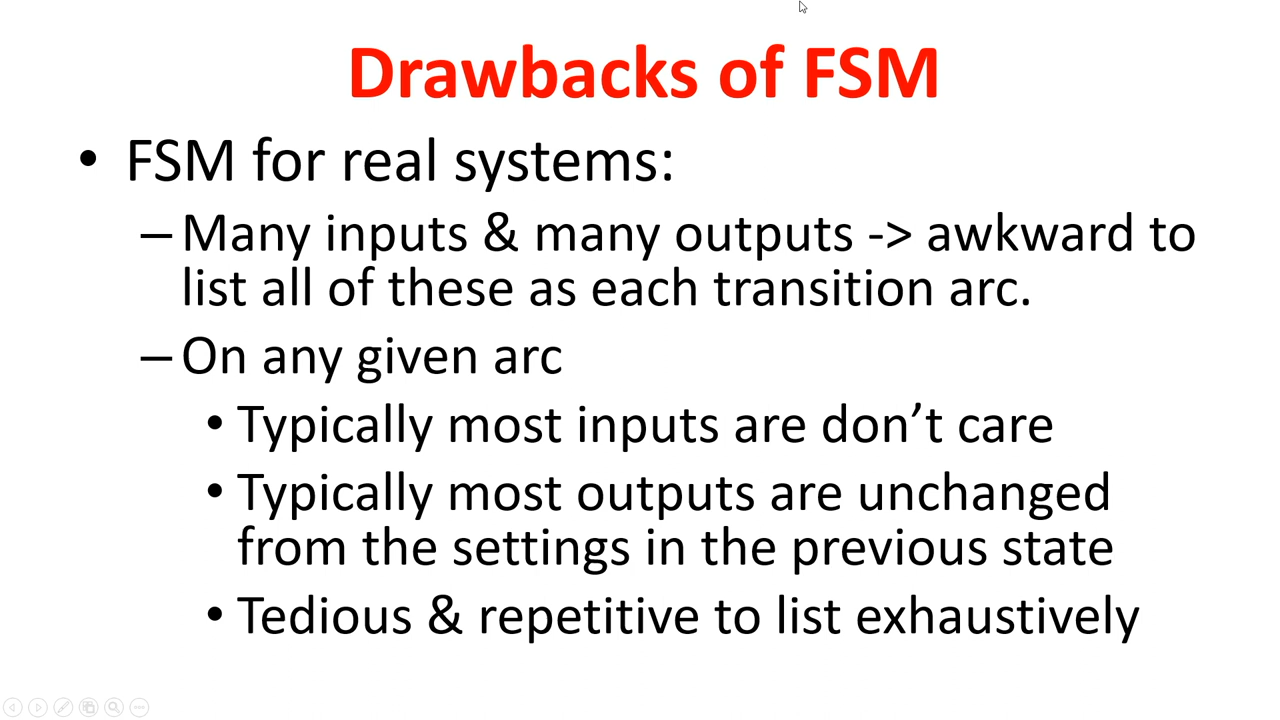 Drawbacks of FSM
• FSM for real systems:
– Many inputs & many outputs -> awkward to
list all of these as each transition arc.
– On any given arc
• Typically most inputs are don’t care
• Typically most outputs are unchanged
from the settings in the previous state
• Tedious & repetitive to list exhaustively